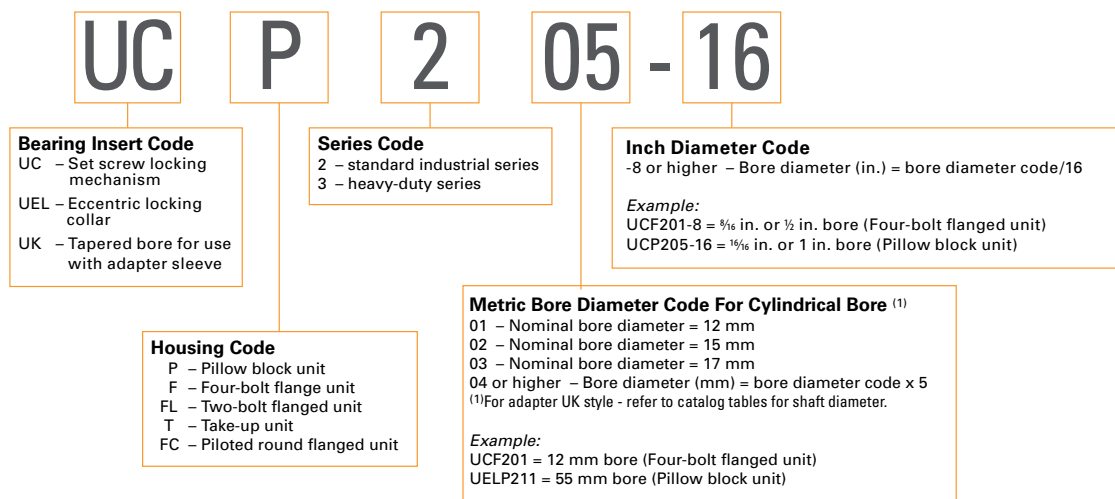 UC P 2 05 - 16
Bearing Insert Code
UC – Set screw locking
mechanism
UEL – Eccentric locking
collar
UK – Tapered bore for use
with adapter sleeve
Series Code
2 – standard industrial series
3 – heavy-duty series
Inch Diameter Code
-8 or higher – Bore diameter (in.) = bore diameter code/16
Example:
UCF201-8 = 8/16 in. or ½ in. bore (Four-bolt flanged unit)
UCP205-16 = 16/16 in. or 1 in. bore (Pillow block unit)
Housing Code
P – Pillow block unit
F – Four-bolt flange unit
FL – Two-bolt flanged unit
T – Take-up unit
FC – Piloted round flanged unit
Metric Bore Diameter Code For Cylindrical Bore (1)
01 – Nominal bore diameter = 12 mm
02 – Nominal bore diameter = 15 mm
03 – Nominal bore diameter = 17 mm
04 or higher – Bore diameter (mm) = bore diameter code x 5
(1)For adapter UK style - refer to catalog tables for shaft diameter.
Example:
UCF201 = 12 mm bore (Four-bolt flanged unit)
UELP211 = 55 mm bore (Pillow block unit)